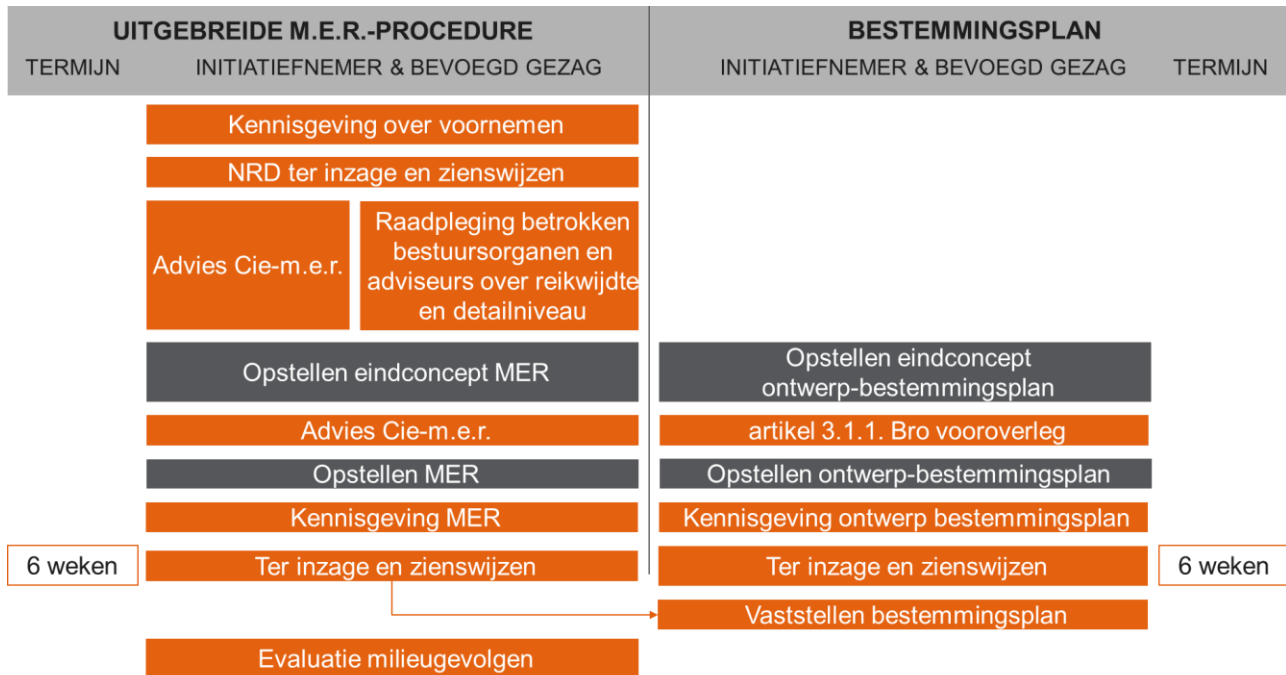 UITGEBREIDE M.E.R.-PROCEDURE
BESTEMMINGSPLAN
TERMIJN
INITIATIEFNEMER & BEVOEGD GEZAG
INITIATIEFNEMER & BEVOEGD GEZAG
TERMIJN
Kennisgeving over voornemen
NRD ter inzage en zienswijzen
Advies Cie-m.e.r.
Raadpleging betrokken
bestuursorganen en
adviseurs over reikwijdte
en detailniveau
Opstellen eindconcept MER
Opstellen eindconcept
ontwerp-bestemmingsplan
Advies Cie-m.e.r.
artikel 3.1.1. Bro vooroverleg
Opstellen MER
Opstellen ontwerp-bestemmingsplan
Kennisgeving MER
Kennisgeving ontwerp bestemmingsplan
6 weken
Ter inzage en zienswijzen
Ter inzage en zienswijzen
6 weken
Vaststellen bestemmingsplan
Evaluatie milieugevolgen